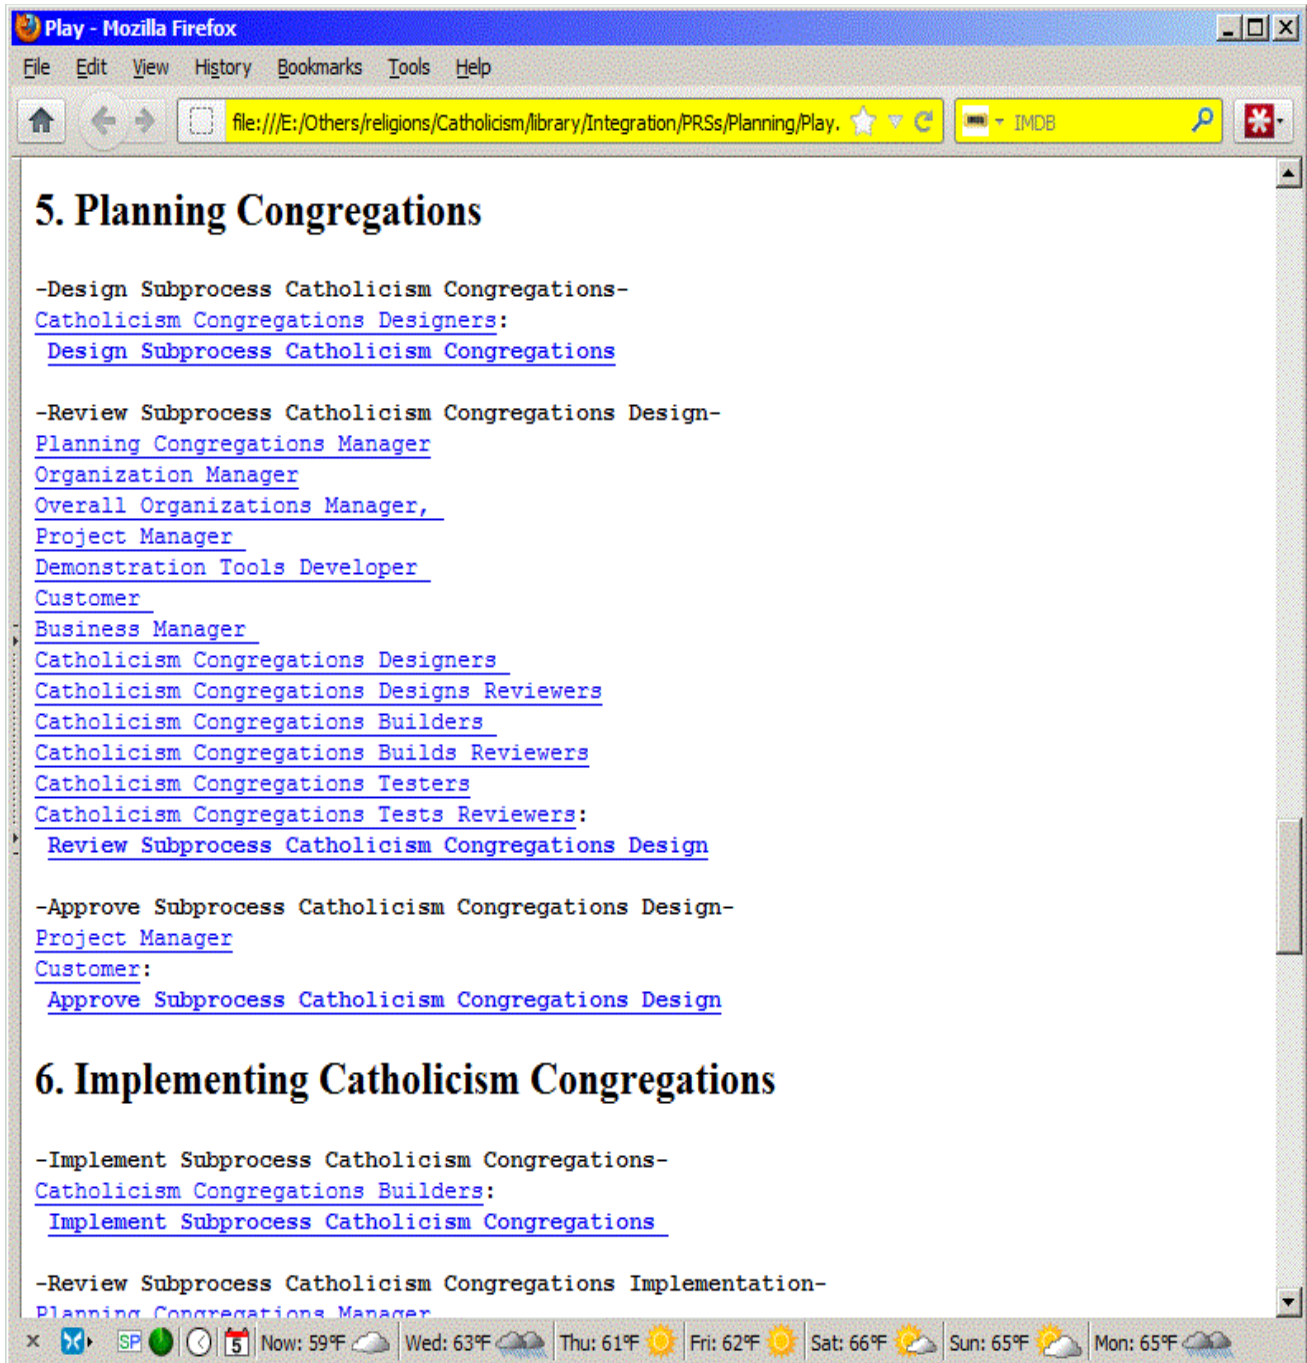 Play - Mozilla Firefox
File Edit View History Bookmarks Tools Help
file:///E:/Others/religions/Catholicism/library/Integration/PRSs/Planning/Play. IMDB
5. Planning Congregations
-Design Subprocess Catholicism Congregations-
Catholicism Congregations Designers:
Design Subprocess Catholicism Congregations
-Review Subprocess Catholicism Congregations Design-
Planning Congregations Manager
Organization Manager
Overall Organizations Manager,
Project Manager
Demonstration Tools Developer
Customer
Business Manager
Catholicism Congregations Designers
Catholicism Congregations Designs Reviewers
Catholicism Congregations Builders
Catholicism Congregations Builds Reviewers
Catholicism Congregations Testers
Catholicism Congregations Tests Reviewers:
Review Subprocess Catholicism Congregations Design
-Approve Subprocess Catholicism Congregations Design-
Project Manager
Customer:
Approve Subprocess Catholicism Congregations Design
6. Implementing Catholicism Congregations
-Implement Subprocess Catholicism Congregations-
Catholicism Congregations Builders:
Implement Subprocess Catholicism Congregations
-Review Subprocess Catholicism Congregations Implementation-
Planning Congregations Manager
SP 5 Now: 59°F Wed: 63°F Thu: 61°F Fri: 62°F Sat: 66°F Sun: 65°F Mon: 65°F